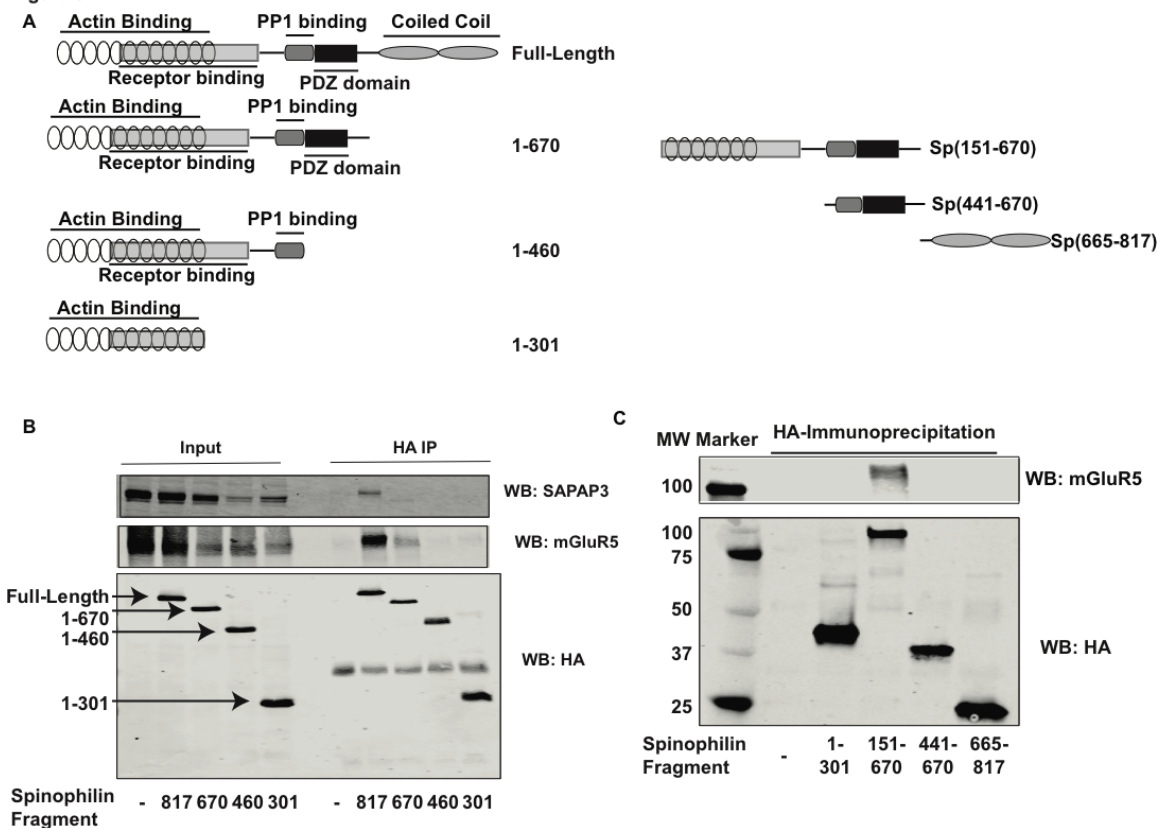 A
Actin Binding PP1 binding Coiled Coil
Full-Length
Receptor binding
PDZ domain
Actin Binding PP1 binding
1-670
Receptor binding
PDZ domain
Sp(151-670)
Sp(441-670)
Sp(665-817)
Actin Binding PP1 binding
1-460
Receptor binding
Actin Binding
1-301
B
Input HA IP
WB: SAPAP3
WB: mGluR5
Full-Length
1-670
1-460
WB: HA
1-301
Spinophilin
Fragment
- 817 670 460 301 - 817 670 460 301
C
MW Marker HA-Immunoprecipitation
100
WB: mGluR5
100
75
50
37
WB: HA
25
Spinophilin
Fragment
- 1-301 151-670 441-670 665-817